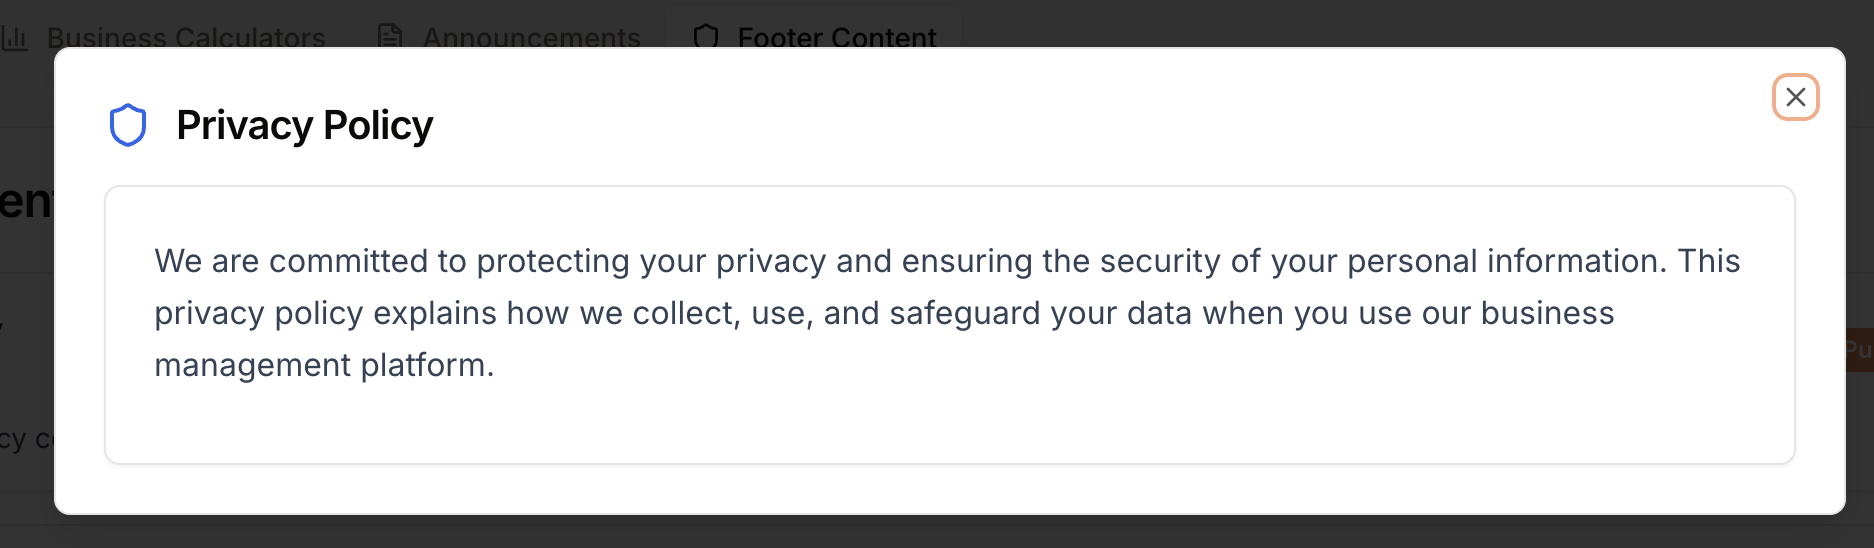 Business Calculators
Announcements
Footer Content
Privacy Policy
We are committed to protecting your privacy and ensuring the security of your personal information. This
privacy policy explains how we collect, use, and safeguard your data when you use our business
management platform.